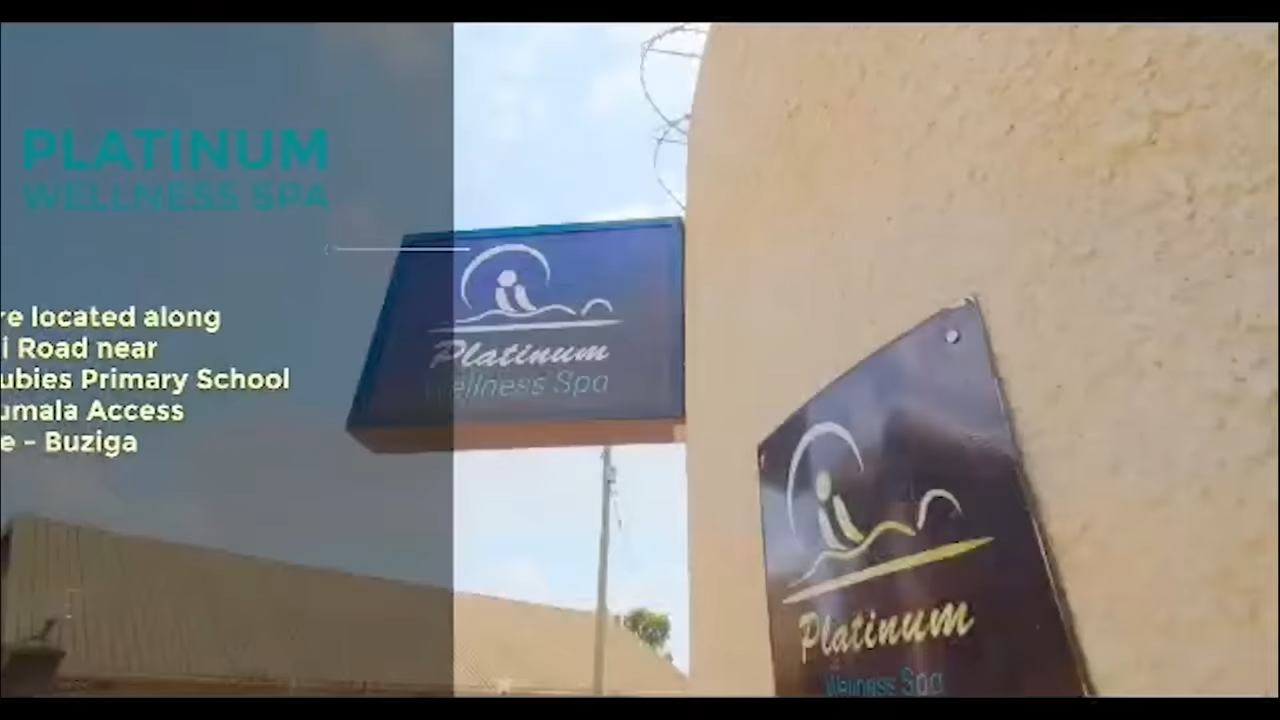 PLATINUM
WELLNESS SPA
re located along
i Road near
ubies Primary School
umala Access
e - Buziga
Platinum
Wellness Spa
Platinum
Wellness Spa